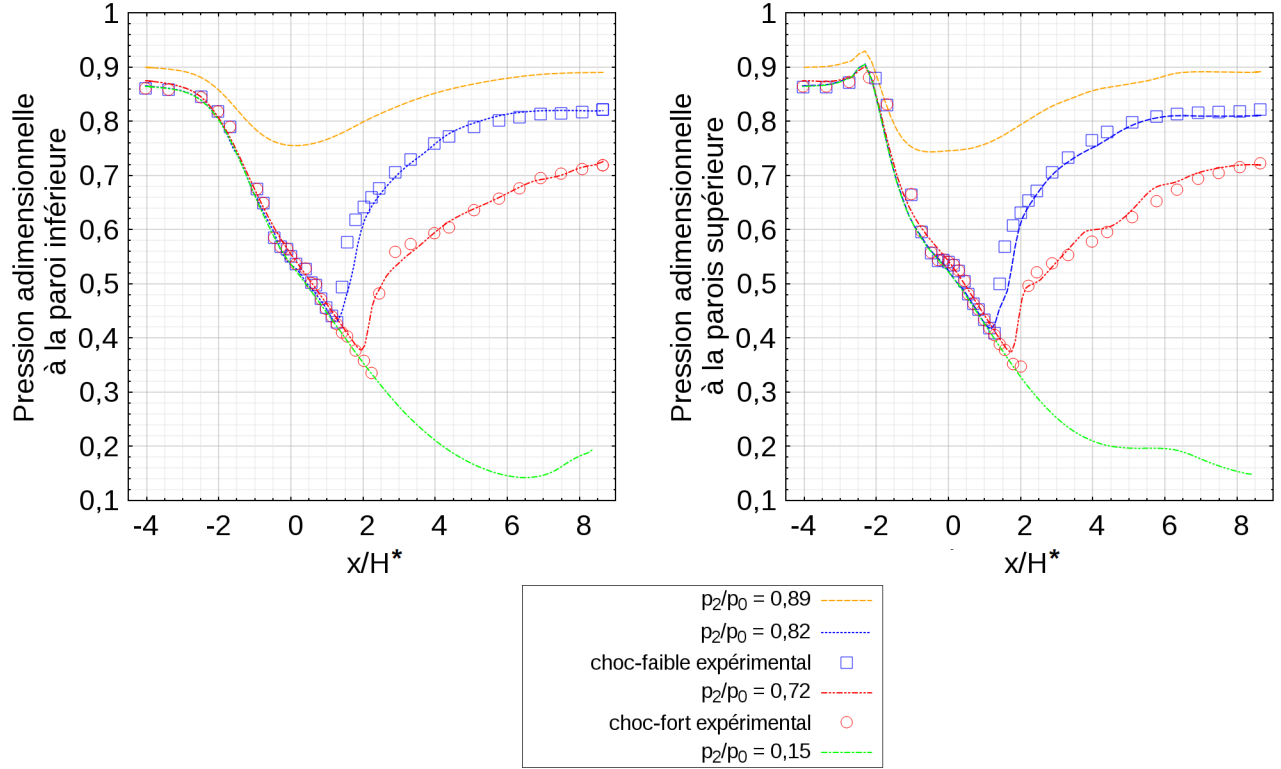 Pression adimensionnelle
à la paroi inférieure
1
0,9
0,8
0,7
0,6
0,5
0,4
0,3
0,2
0,1
-4 -2 0 2 4 6 8
x/H*
Pression adimensionnelle
à la parois supérieure
1
0,9
0,8
0,7
0,6
0,5
0,4
0,3
0,2
0,1
-4 -2 0 2 4 6 8
x/H*
p2/p0 = 0,89
p2/p0 = 0,82
choc-faible expérimental
p2/p0 = 0,72
choc-fort expérimental
p2/p0 = 0,15